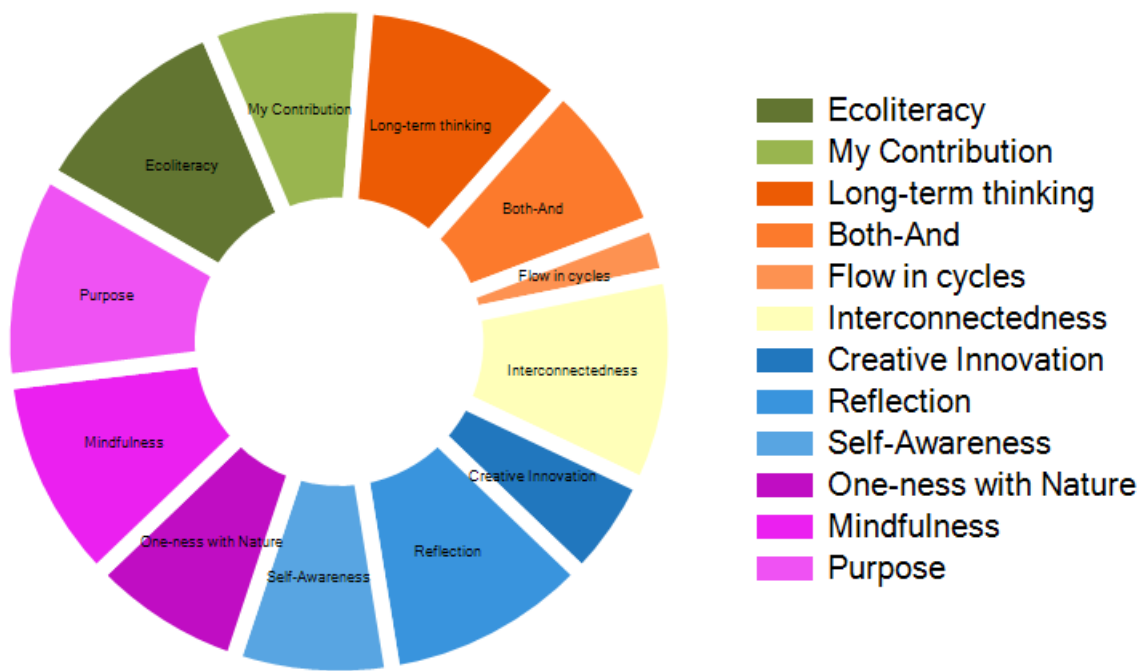 My Contribution
Long-term thinking
Ecoliteracy
Both-And
Flow in cycles
Purpose
Interconnectedness
Mindfulness
Creative Innovation
One-ness with Nature
Reflection
Self-Awareness
Ecoliteracy
My Contribution
Long-term thinking
Both-And
Flow in cycles
Interconnectedness
Creative Innovation
Reflection
Self-Awareness
One-ness with Nature
Mindfulness
Purpose